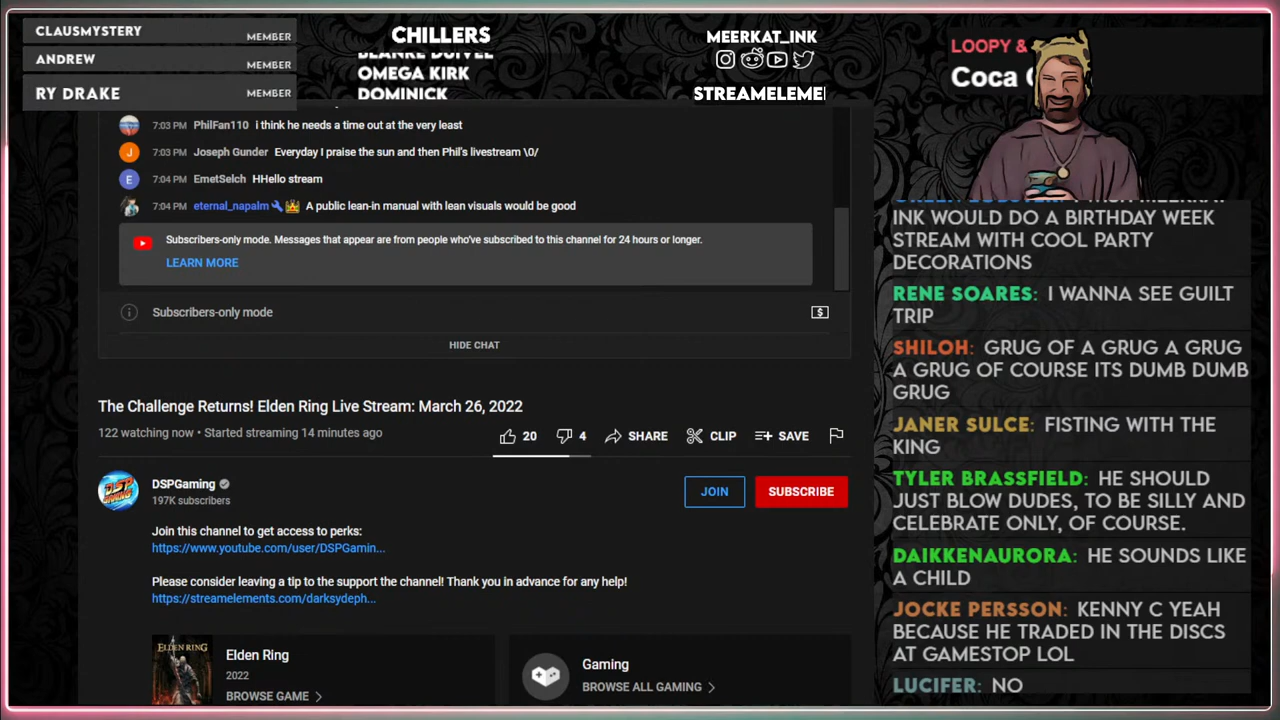 CLAUSMYSTERY MEMBER
ANDREW MEMBER
RY DRAKE MEMBER
CHILLERS
OMEGA KIRK
DOMINICK
MEERKAT_INK
LOOPY &
Coca
7:03 PM PhilFan110 i think he needs a time out at the very least
J 7:03 PM Joseph Gunder Everyday I praise the sun and then Phil's livestream \0/
E 7:04 PM EmetSelch HHello stream
7:04 PM eternal_napalm A public lean-in manual with lean visuals would be good
Subscribers-only mode. Messages that appear are from people who've subscribed to this channel for 24 hours or longer.
LEARN MORE
Subscribers-only mode
HIDE CHAT
The Challenge Returns! Elden Ring Live Stream: March 26, 2022
122 watching now • Started streaming 14 minutes ago
20 4 SHARE CLIP SAVE
DSP GAMING
DSPGaming
197K subscribers
JOIN SUBSCRIBE
Join this channel to get access to perks:
https://www.youtube.com/user/DSPGamin...
Please consider leaving a tip to the support the channel! Thank you in advance for any help!
https://streamelements.com/darksydeph...
ELDEN RING
Elden Ring
2022
BROWSE GAME
Gaming
BROWSE ALL GAMING
INK WOULD DO A BIRTHDAY WEEK
STREAM WITH COOL PARTY
DECORATIONS
RENE SOARES: I WANNA SEE GUILT
TRIP
SHILOH: GRUG OF A GRUG A GRUG
A GRUG OF COURSE ITS DUMB DUMB
GRUG
JANER SULCE: FISTING WITH THE
KING
TYLER BRASSFIELD: HE SHOULD
JUST BLOW DUDES, TO BE SILLY AND
CELEBRATE ONLY, OF COURSE.
DAIKKENAURORA: HE SOUNDS LIKE
A CHILD
JOCKE PERSSON: KENNY C YEAH
BECAUSE HE TRADED IN THE DISCS
AT GAMESTOP LOL
LUCIFER: NO